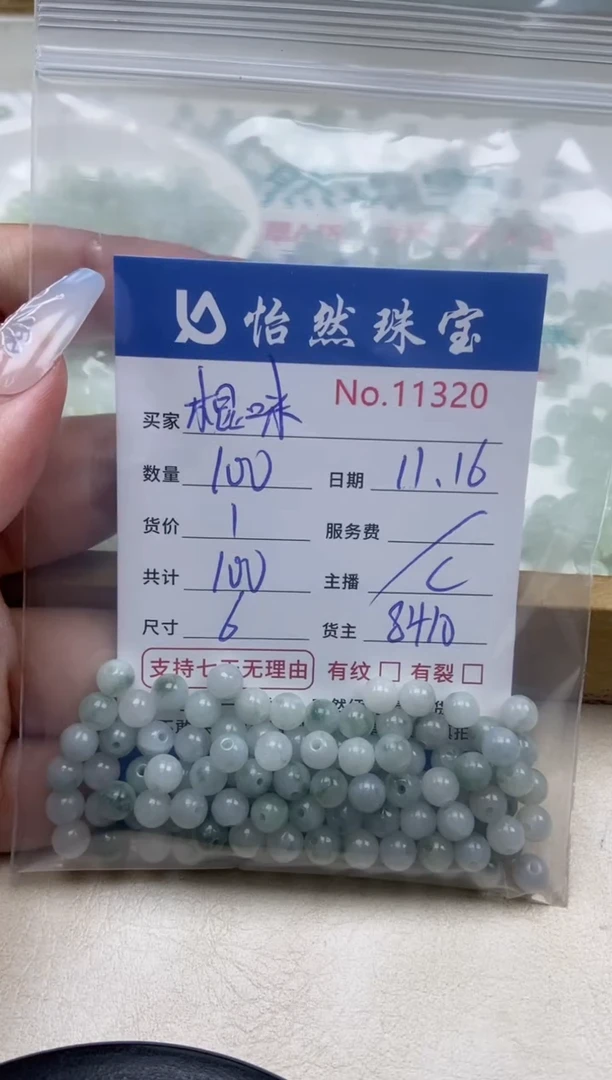 怡然珠宝
No.11320
买家 棍味
数量 100 日期 11.16
货价 1 服务费 /
共计 100 主播 C
尺寸 6 货主 8410
支持七天无理由 有纹 □ 有裂 □